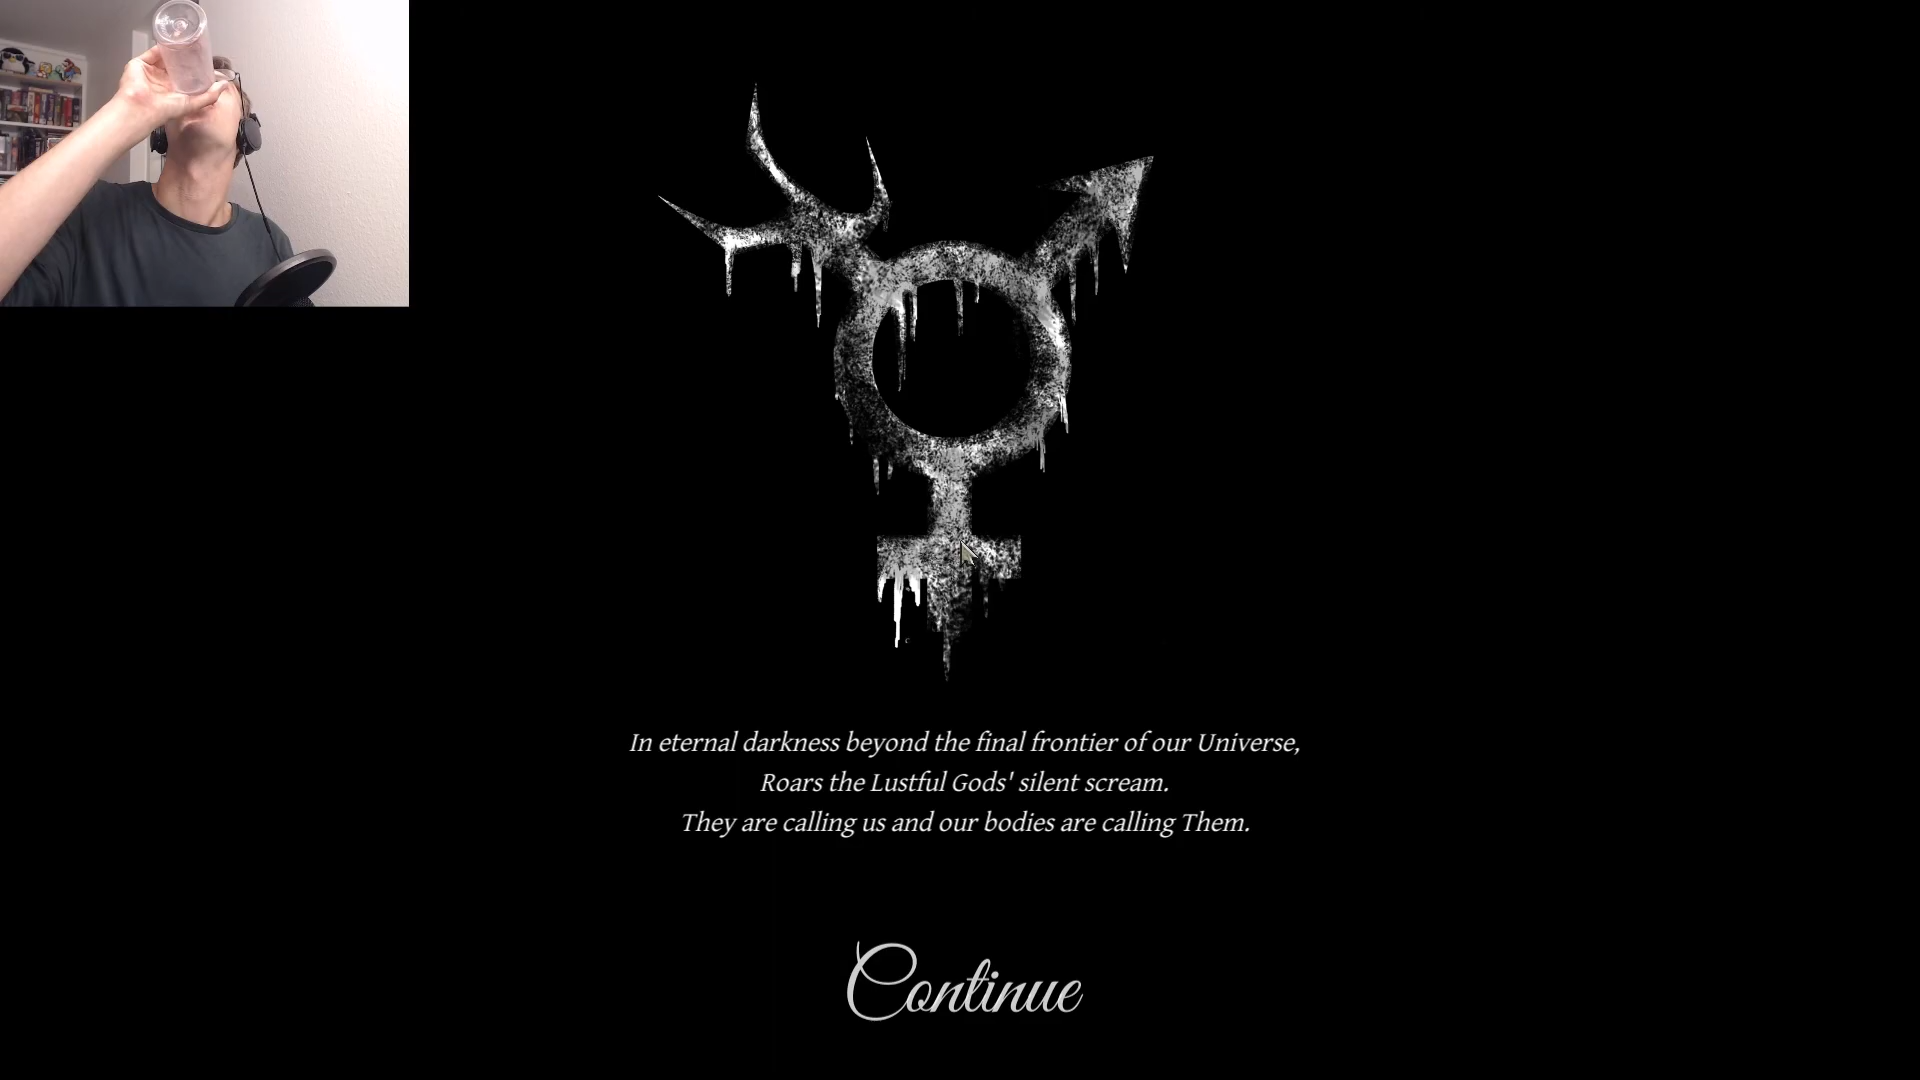 In eternal darkness beyond the final frontier of our Universe,
Roars the Lustful Gods' silent scream.
They are calling us and our bodies are calling Them.
Continue